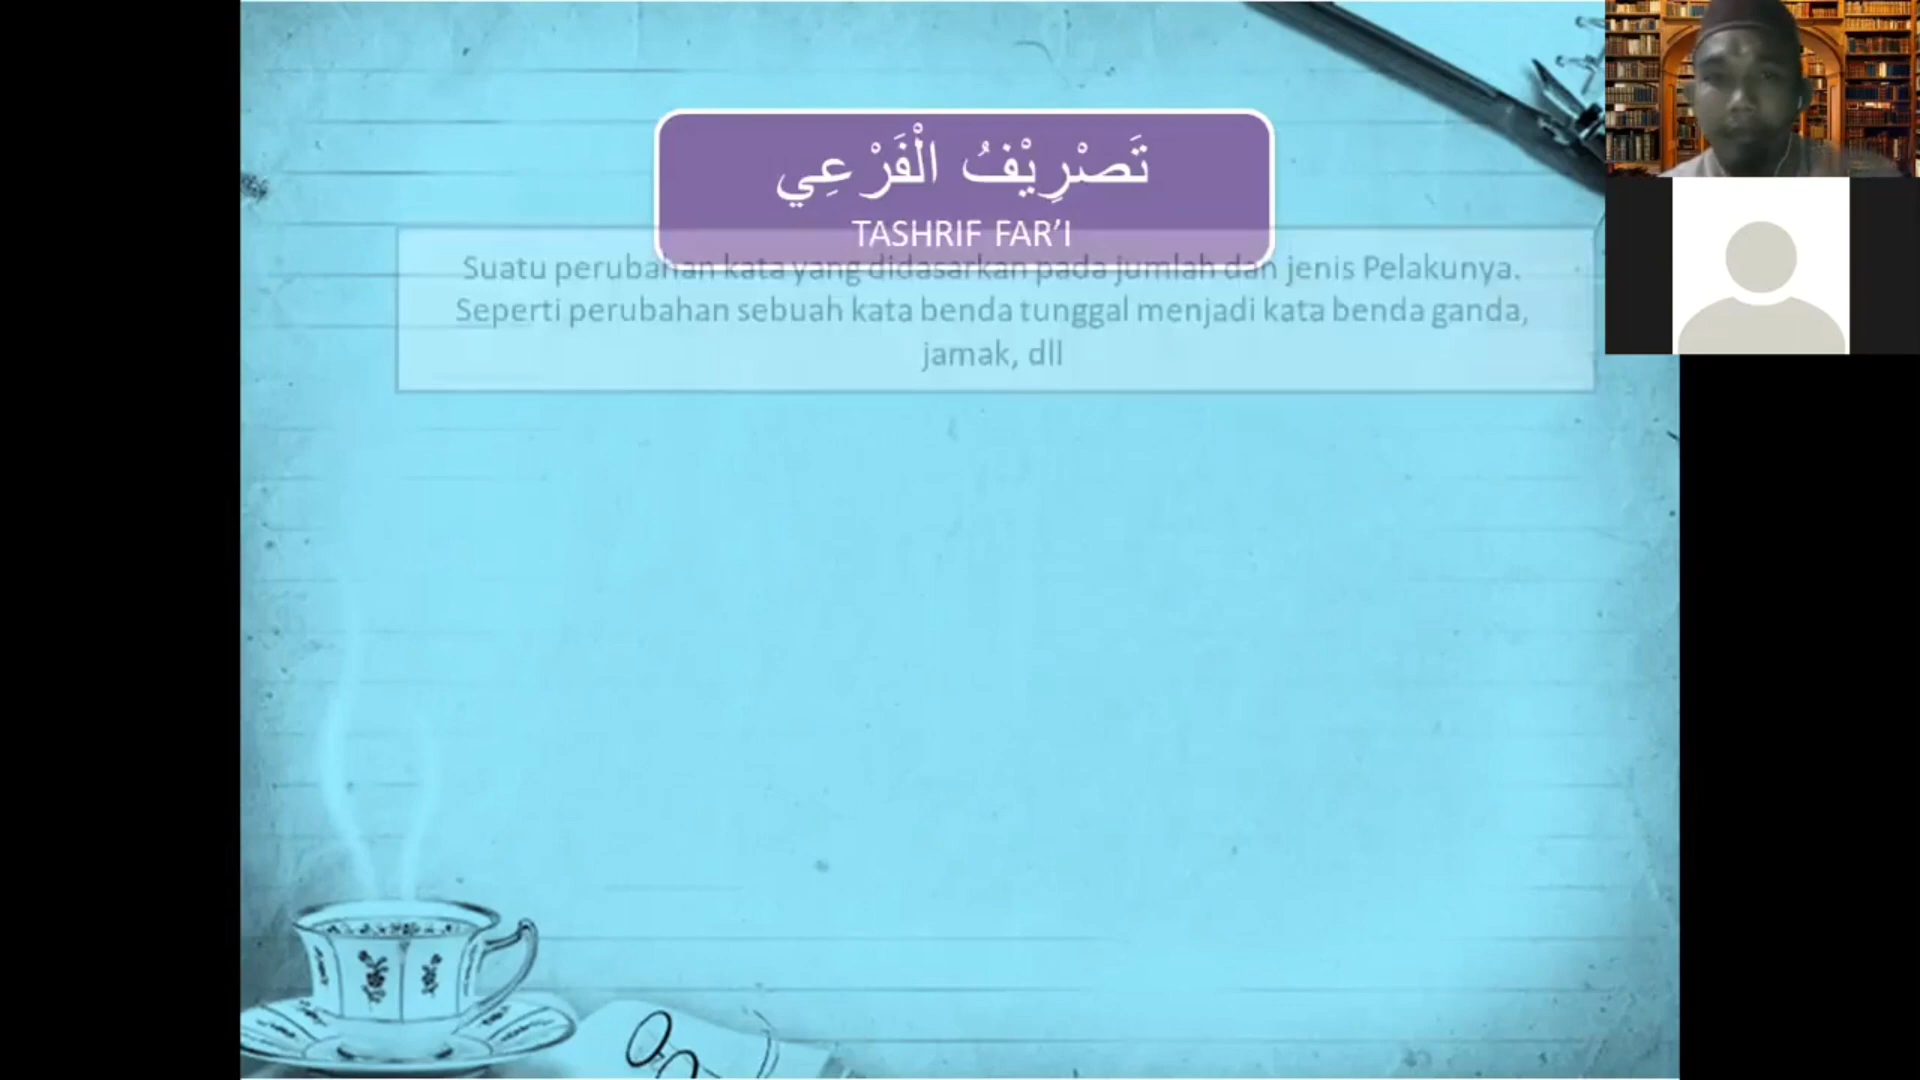 تَصْرِيْفُ الْفَرْعِي
TASHRIF FAR’I
Suatu perubahan kata yang didasarkan pada jumlah dan jenis Pelakunya.
Seperti perubahan sebuah kata benda tunggal menjadi kata benda ganda,
jamak, dll